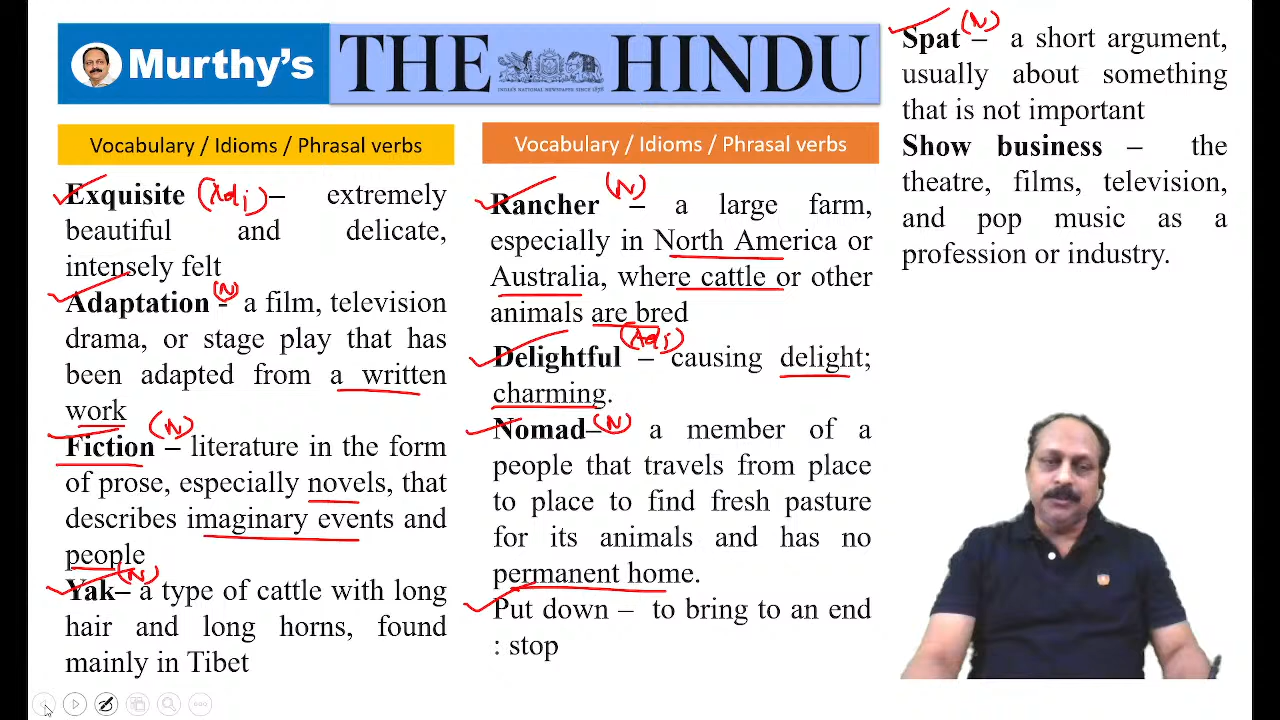 Murthy's
THE HINDU
INDIA'S NATIONAL NEWSPAPER SINCE 1878
Vocabulary / Idioms / Phrasal verbs
Exquisite (Adj) – extremely
beautiful and delicate,
intensely felt
Adaptation (N) - a film, television
drama, or stage play that has
been adapted from a written
work
Fiction (N) – literature in the form
of prose, especially novels, that
describes imaginary events and
people
Yak– (N) a type of cattle with long
hair and long horns, found
mainly in Tibet
Vocabulary / Idioms / Phrasal verbs
Rancher (N) – a large farm,
especially in North America or
Australia, where cattle or other
animals are bred
Delightful (Adj) – causing delight;
charming.
Nomad– (N) a member of a
people that travels from place
to place to find fresh pasture
for its animals and has no
permanent home.
Put down – to bring to an end
: stop
Spat (N) – a short argument,
usually about something
that is not important
Show business – the
theatre, films, television,
and pop music as a
profession or industry.